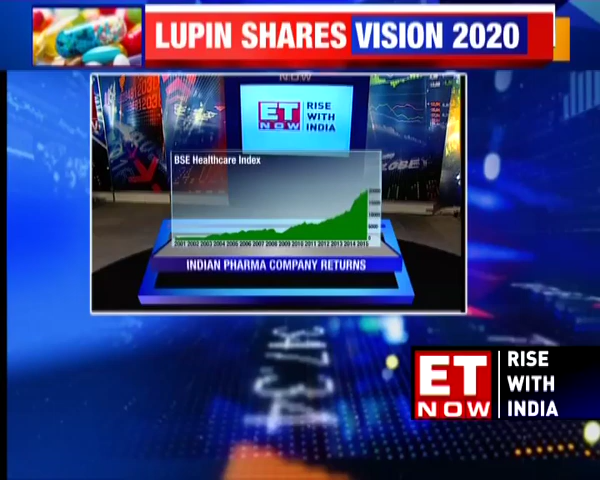 LUPIN SHARES VISION 2020
NOW
ET
NOW
RISE
WITH
INDIA
BSE Healthcare Index
2001 2002 2003 2004 2005 2006 2007 2008 2009 2010 2011 2012 2013 2014 2015
INDIAN PHARMA COMPANY RETURNS
ET
NOW
RISE
WITH
INDIA